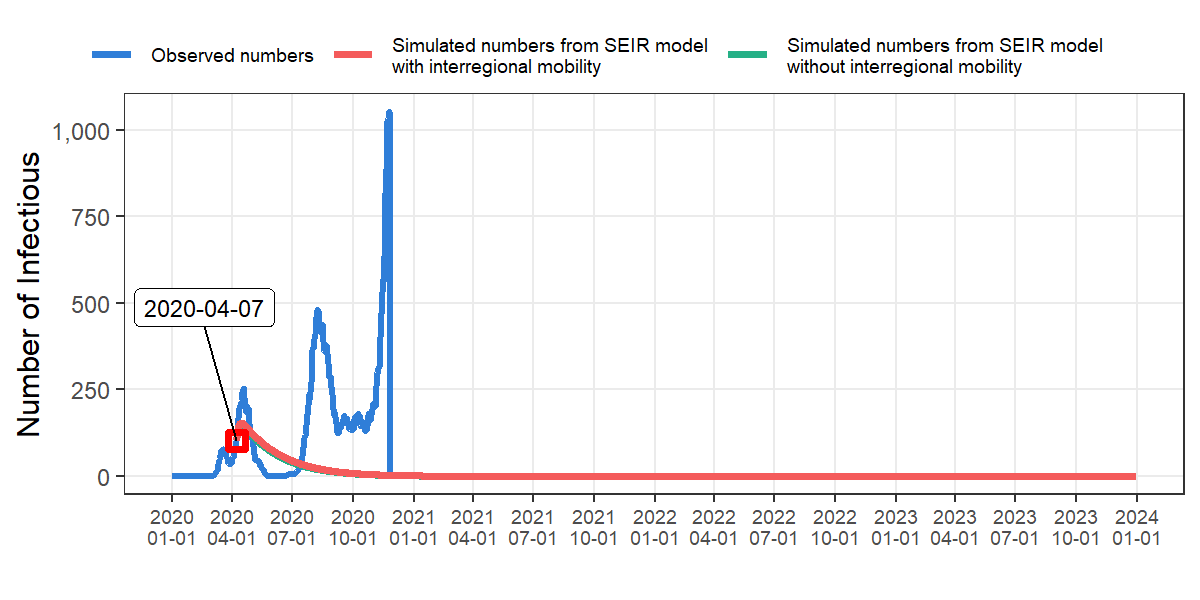 Observed numbers
Simulated numbers from SEIR model
with interregional mobility
Simulated numbers from SEIR model
without interregional mobility
Number of Infectious
1,000
750
500
250
0
2020-04-07
2020 2020 2020 2020 2021 2021 2021 2021 2022 2022 2022 2022 2023 2023 2023 2023 2024
01-01 04-01 07-01 10-01 01-01 04-01 07-01 10-01 01-01 04-01 07-01 10-01 01-01 04-01 07-01 10-01 01-01